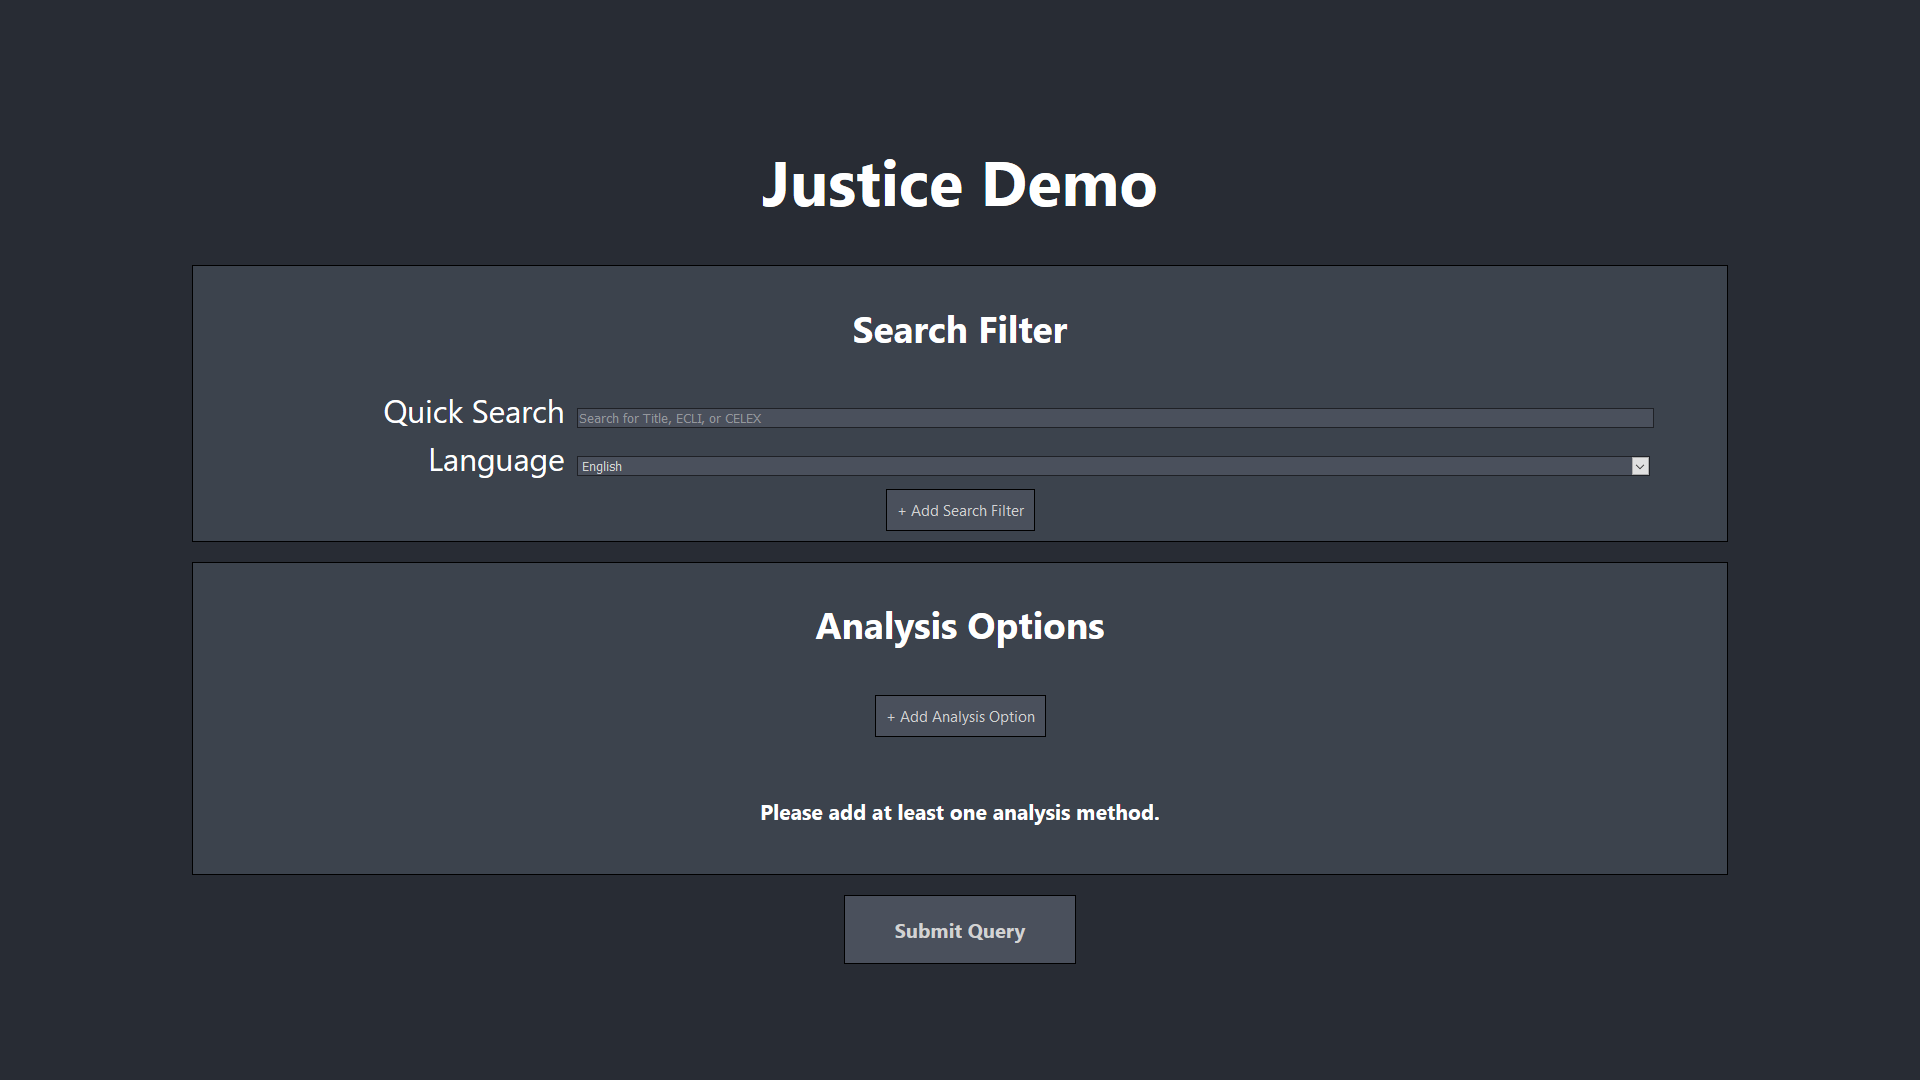 Justice Demo
Search Filter
Quick Search Search for Title, ECLI, or CELEX
Language English
+ Add Search Filter
Analysis Options
+ Add Analysis Option
Please add at least one analysis method.
Submit Query